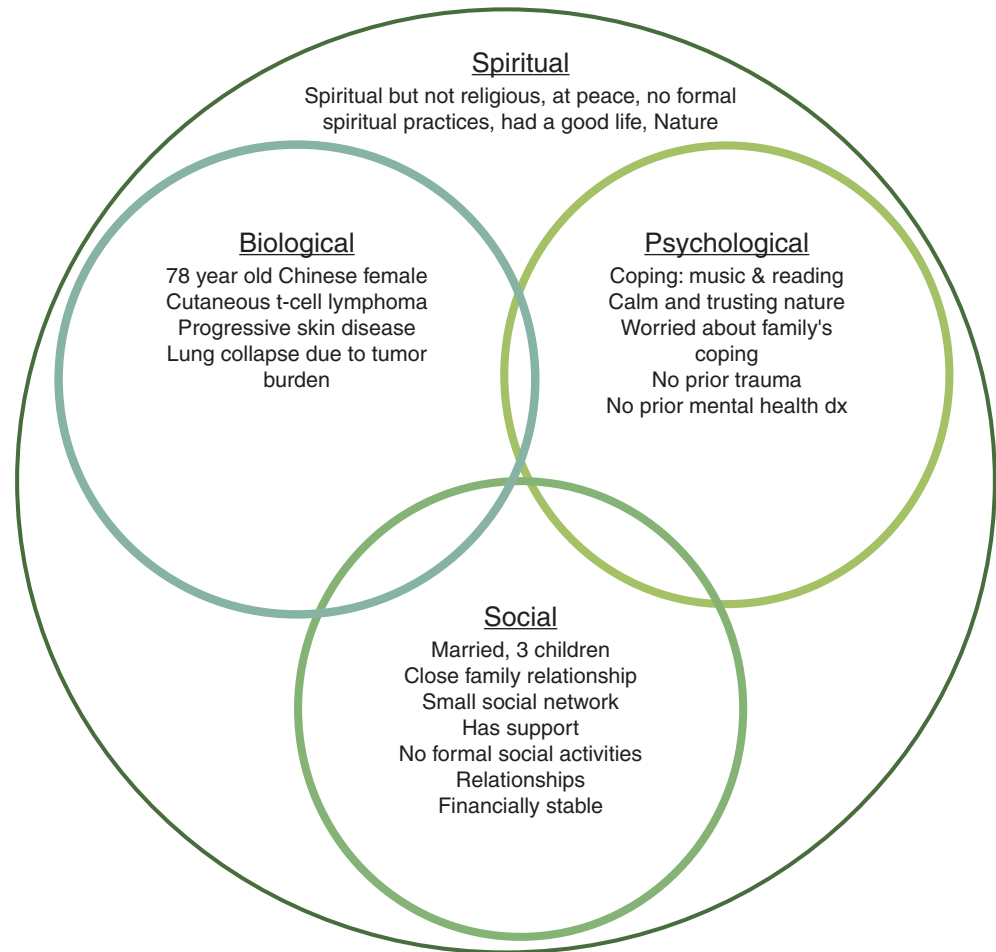 Spiritual
Spiritual but not religious, at peace, no formal
spiritual practices, had a good life, Nature
Biological
78 year old Chinese female
Cutaneous t-cell lymphoma
Progressive skin disease
Lung collapse due to tumor
burden
Psychological
Coping: music & reading
Calm and trusting nature
Worried about family's
coping
No prior trauma
No prior mental health dx
Social
Married, 3 children
Close family relationship
Small social network
Has support
No formal social activities
Relationships
Financially stable